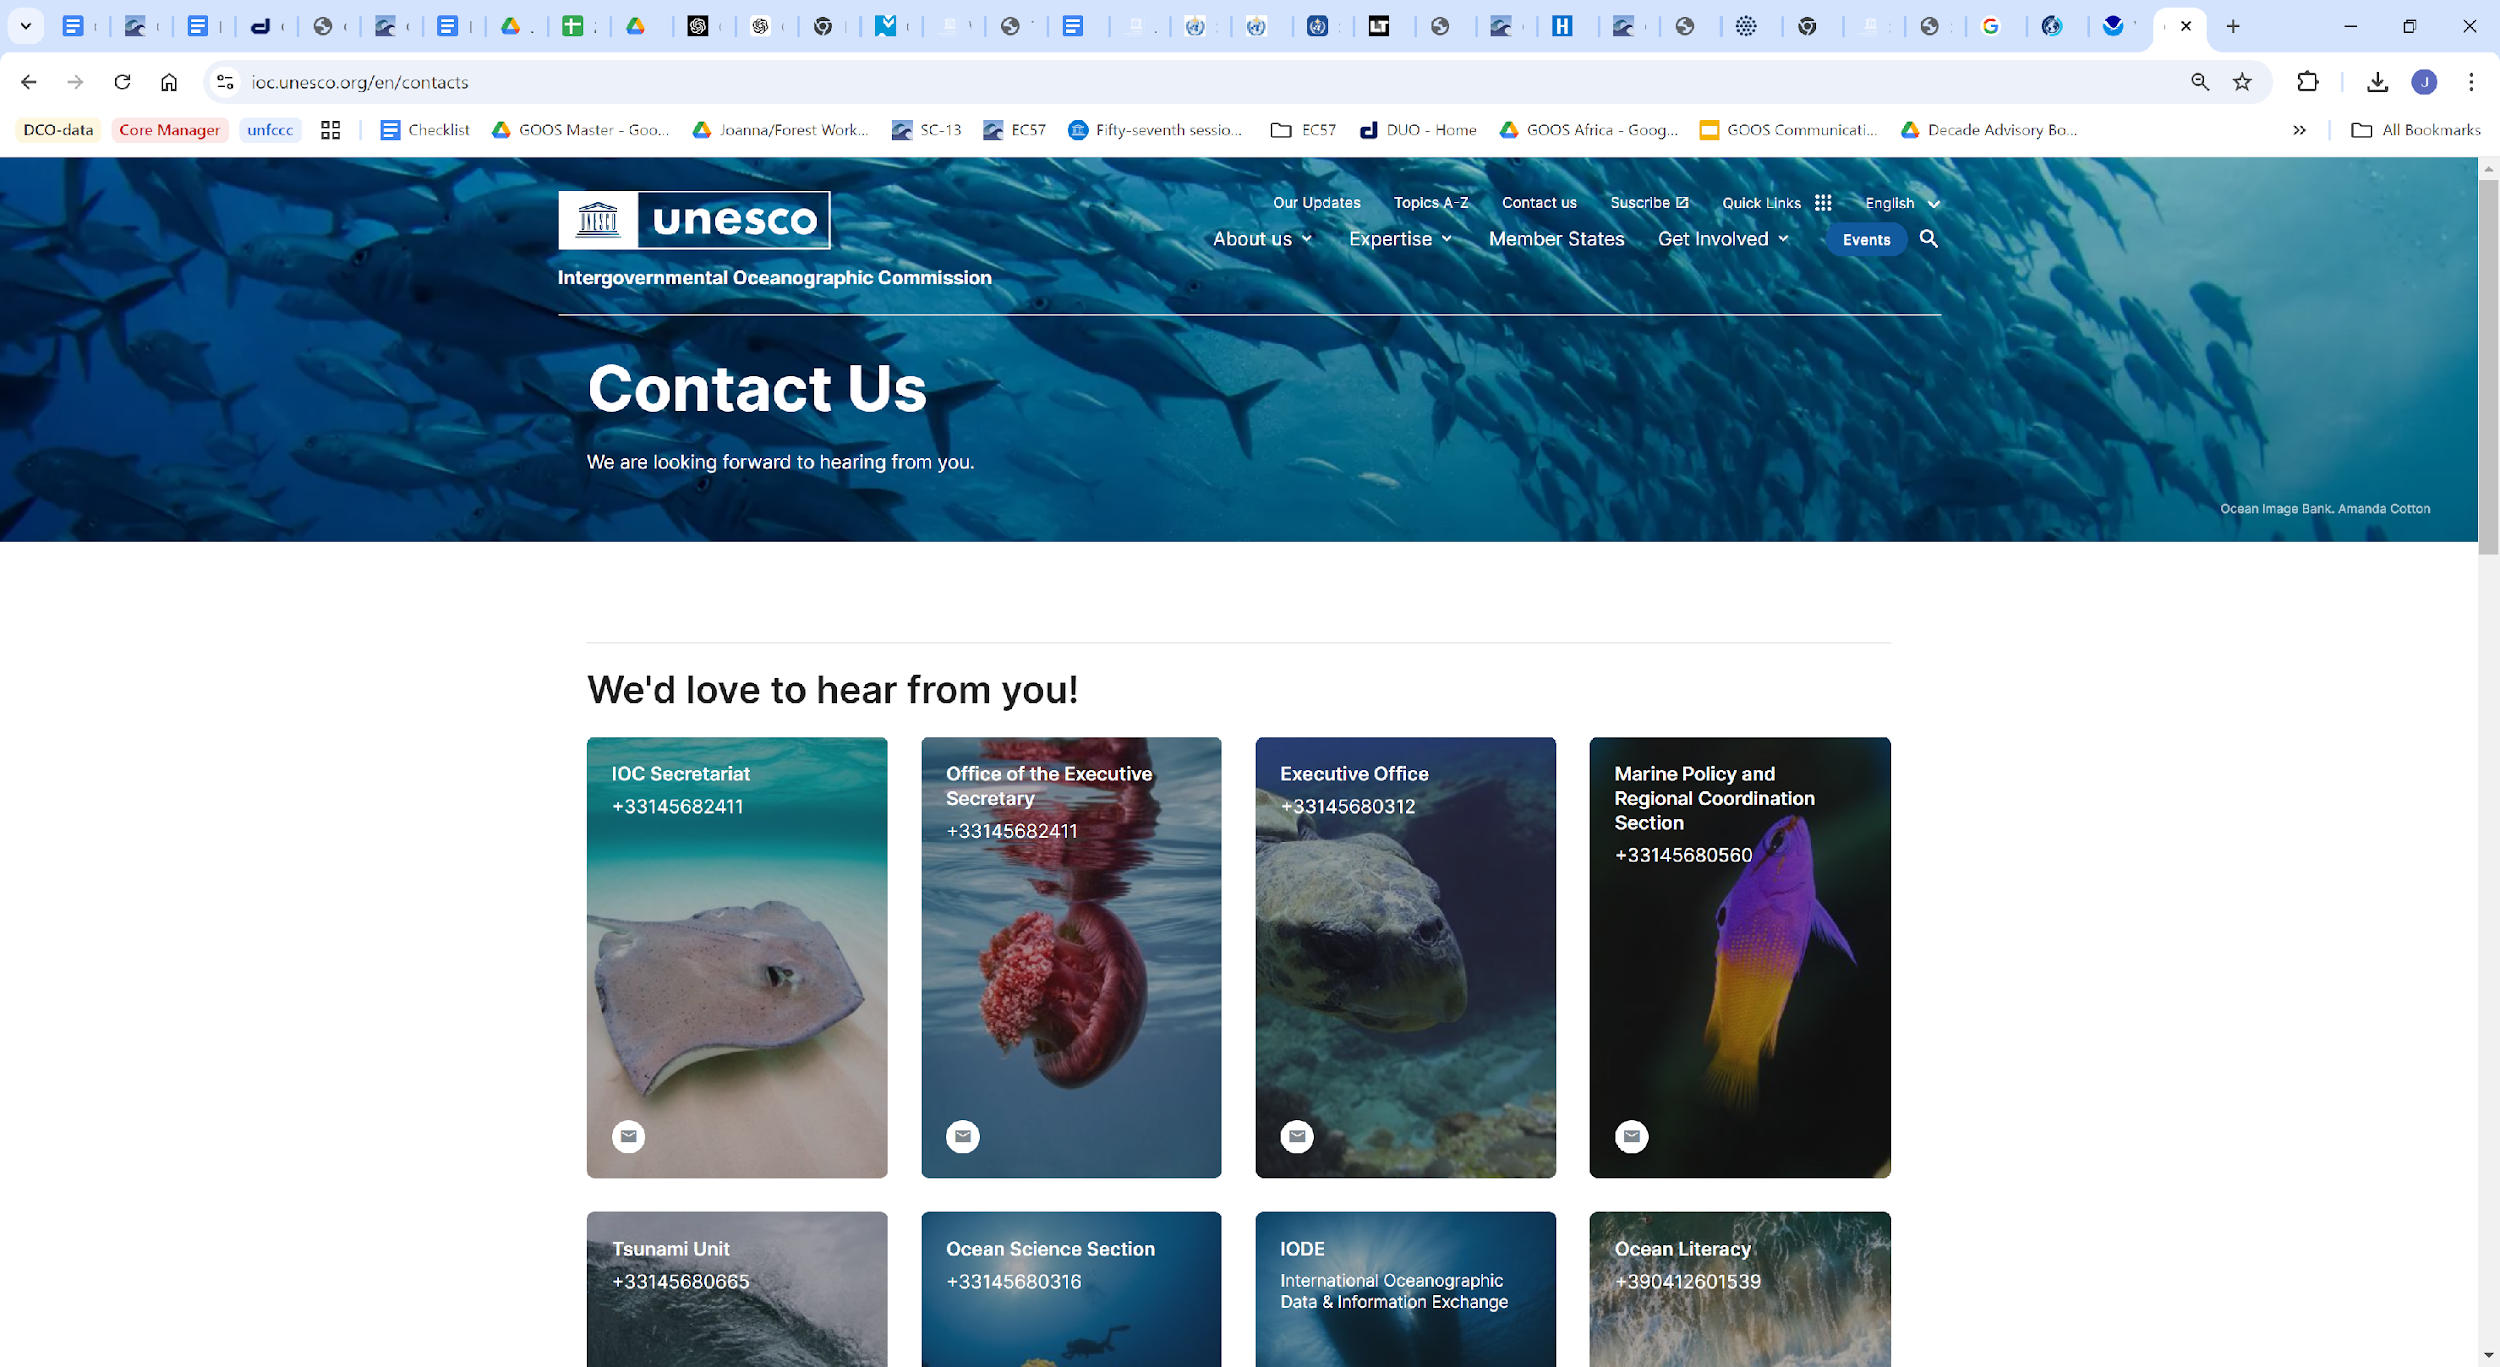 ioc.unesco.org/en/contacts
J
DCO-data
Core Manager
unfccc
Checklist
GOOS Master - Goo...
Joanna/Forest Work...
SC-13
EC57
Fifty-seventh sessio...
EC57
DUO - Home
GOOS Africa - Goog...
GOOS Communicati...
Decade Advisory Bo...
All Bookmarks
UNESCO
unesco
Intergovernmental Oceanographic Commission
Our Updates
Topics A-Z
Contact us
Suscribe
Quick Links
English
About us
Expertise
Member States
Get Involved
Events
Contact Us
We are looking forward to hearing from you.
Ocean Image Bank. Amanda Cotton
We'd love to hear from you!
IOC Secretariat
+33145682411
Office of the Executive
Secretary
+33145682411
Executive Office
+33145680312
Marine Policy and
Regional Coordination
Section
+33145680560
Tsunami Unit
+33145680665
Ocean Science Section
+33145680316
IODE
International Oceanographic
Data & Information Exchange
Ocean Literacy
+390412601539